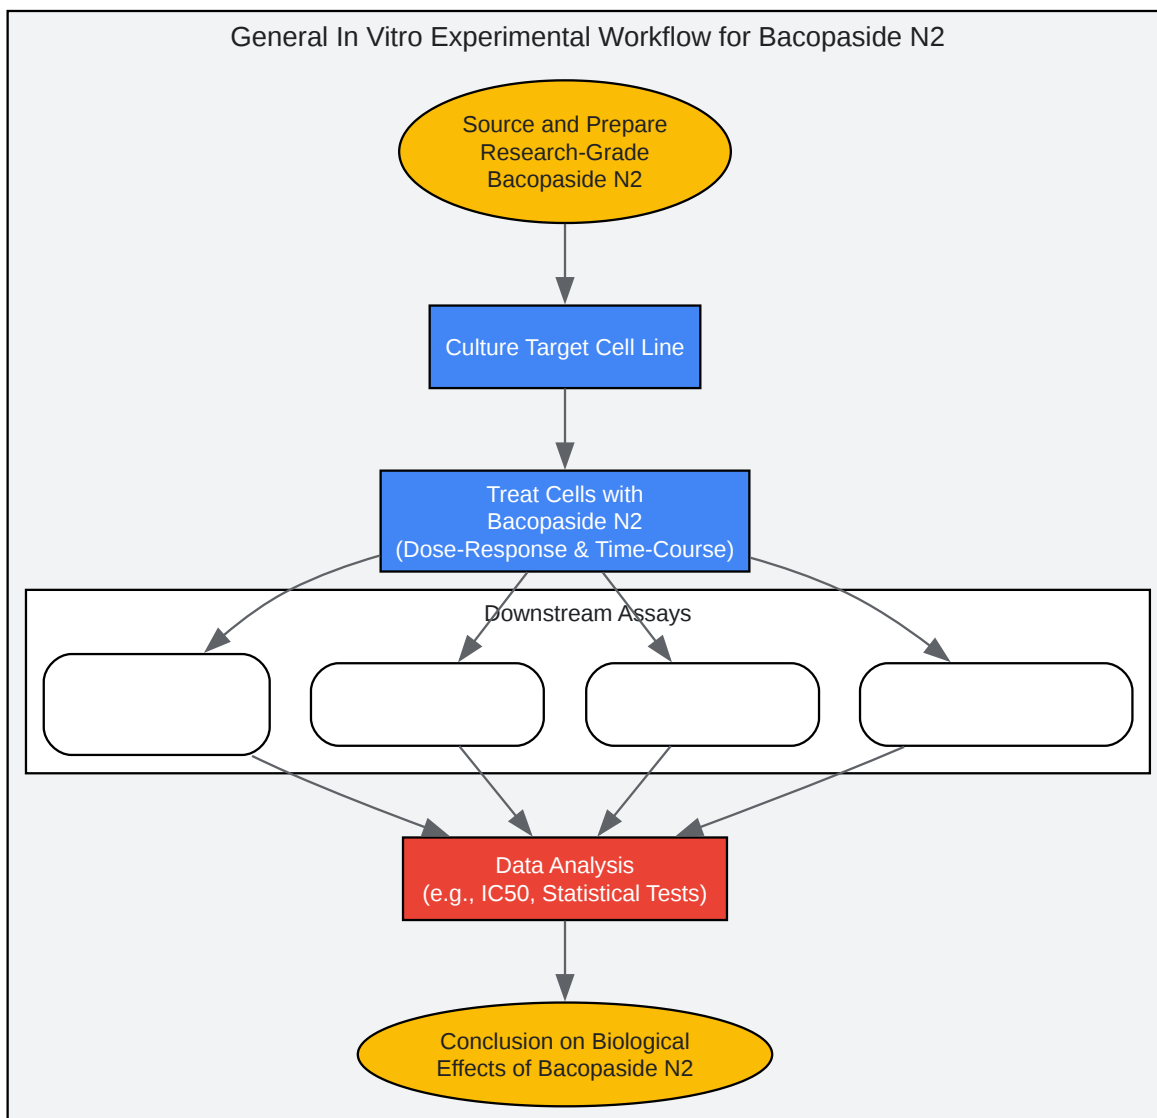 General In Vitro Experimental Workflow for Bacopaside N2
Source and Prepare
Research-Grade
Bacopaside N2
Culture Target Cell Line
Treat Cells with
Bacopaside N2
(Dose-Response & Time-Course)
Downstream Assays
Data Analysis
(e.g., IC50, Statistical Tests)
Conclusion on Biological
Effects of Bacopaside N2